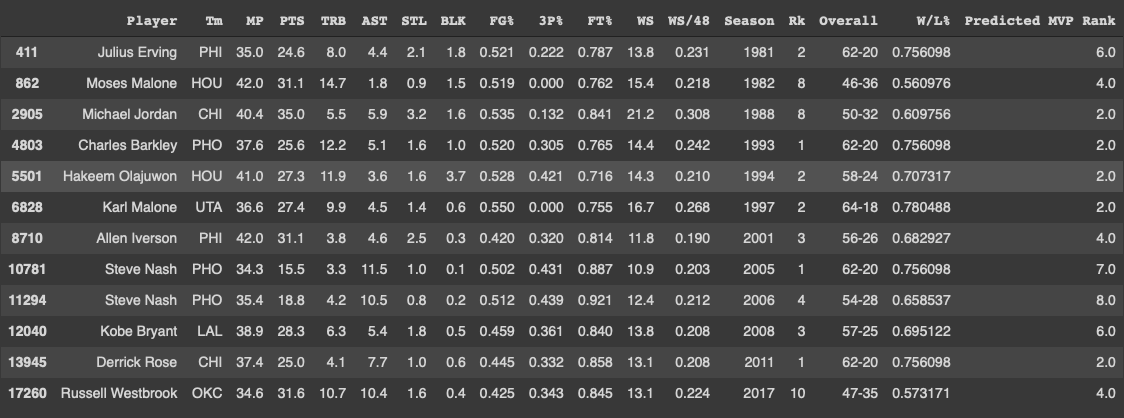 Player Tm MP PTS TRB AST STL BLK FG% 3P% FT% WS WS/48 Season Rk Overall W/L% Predicted MVP Rank
411 Julius Erving PHI 35.0 24.6 8.0 4.4 2.1 1.8 0.521 0.222 0.787 13.8 0.231 1981 2 62-20 0.756098 6.0
862 Moses Malone HOU 42.0 31.1 14.7 1.8 0.9 1.5 0.519 0.000 0.762 15.4 0.218 1982 8 46-36 0.560976 4.0
2905 Michael Jordan CHI 40.4 35.0 5.5 5.9 3.2 1.6 0.535 0.132 0.841 21.2 0.308 1988 8 50-32 0.609756 2.0
4803 Charles Barkley PHO 37.6 25.6 12.2 5.1 1.6 1.0 0.520 0.305 0.765 14.4 0.242 1993 1 62-20 0.756098 2.0
5501 Hakeem Olajuwon HOU 41.0 27.3 11.9 3.6 1.6 3.7 0.528 0.421 0.716 14.3 0.210 1994 2 58-24 0.707317 2.0
6828 Karl Malone UTA 36.6 27.4 9.9 4.5 1.4 0.6 0.550 0.000 0.755 16.7 0.268 1997 2 64-18 0.780488 2.0
8710 Allen Iverson PHI 42.0 31.1 3.8 4.6 2.5 0.3 0.420 0.320 0.814 11.8 0.190 2001 3 56-26 0.682927 4.0
10781 Steve Nash PHO 34.3 15.5 3.3 11.5 1.0 0.1 0.502 0.431 0.887 10.9 0.203 2005 1 62-20 0.756098 7.0
11294 Steve Nash PHO 35.4 18.8 4.2 10.5 0.8 0.2 0.512 0.439 0.921 12.4 0.212 2006 4 54-28 0.658537 8.0
12040 Kobe Bryant LAL 38.9 28.3 6.3 5.4 1.8 0.5 0.459 0.361 0.840 13.8 0.208 2008 3 57-25 0.695122 6.0
13945 Derrick Rose CHI 37.4 25.0 4.1 7.7 1.0 0.6 0.445 0.332 0.858 13.1 0.208 2011 1 62-20 0.756098 2.0
17260 Russell Westbrook OKC 34.6 31.6 10.7 10.4 1.6 0.4 0.425 0.343 0.845 13.1 0.224 2017 10 47-35 0.573171 4.0